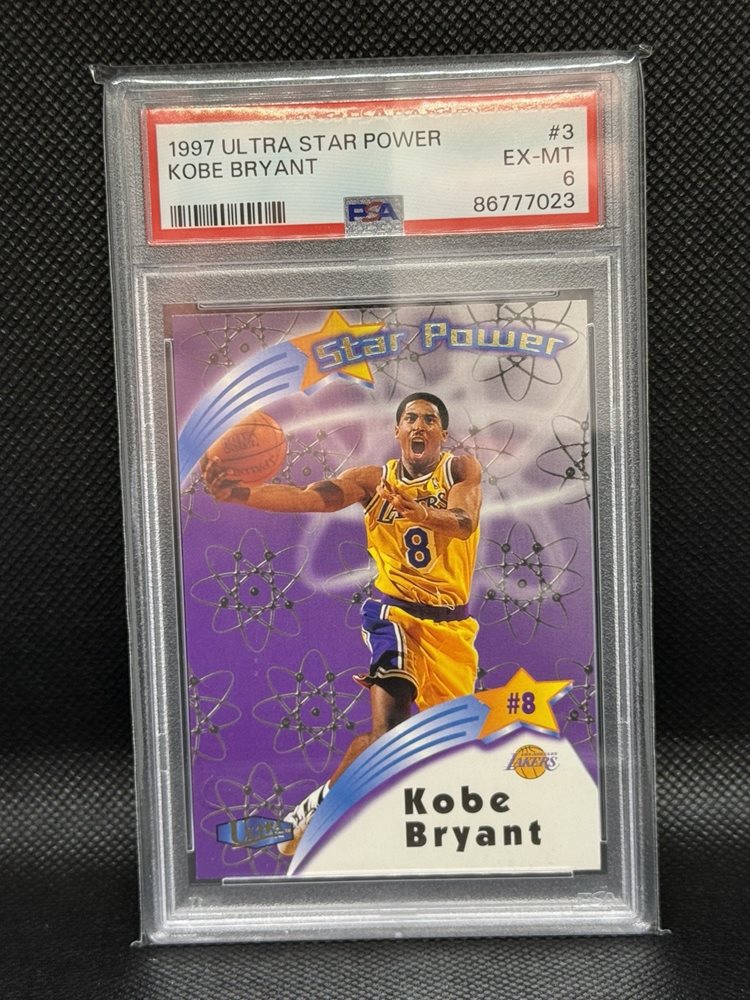 1997 ULTRA STAR POWER #3
KOBE BRYANT EX-MT
6
PSA 86777023
Star Power
LAKERS
8
#8
LAKERS
Kobe
Bryant
ULTRA